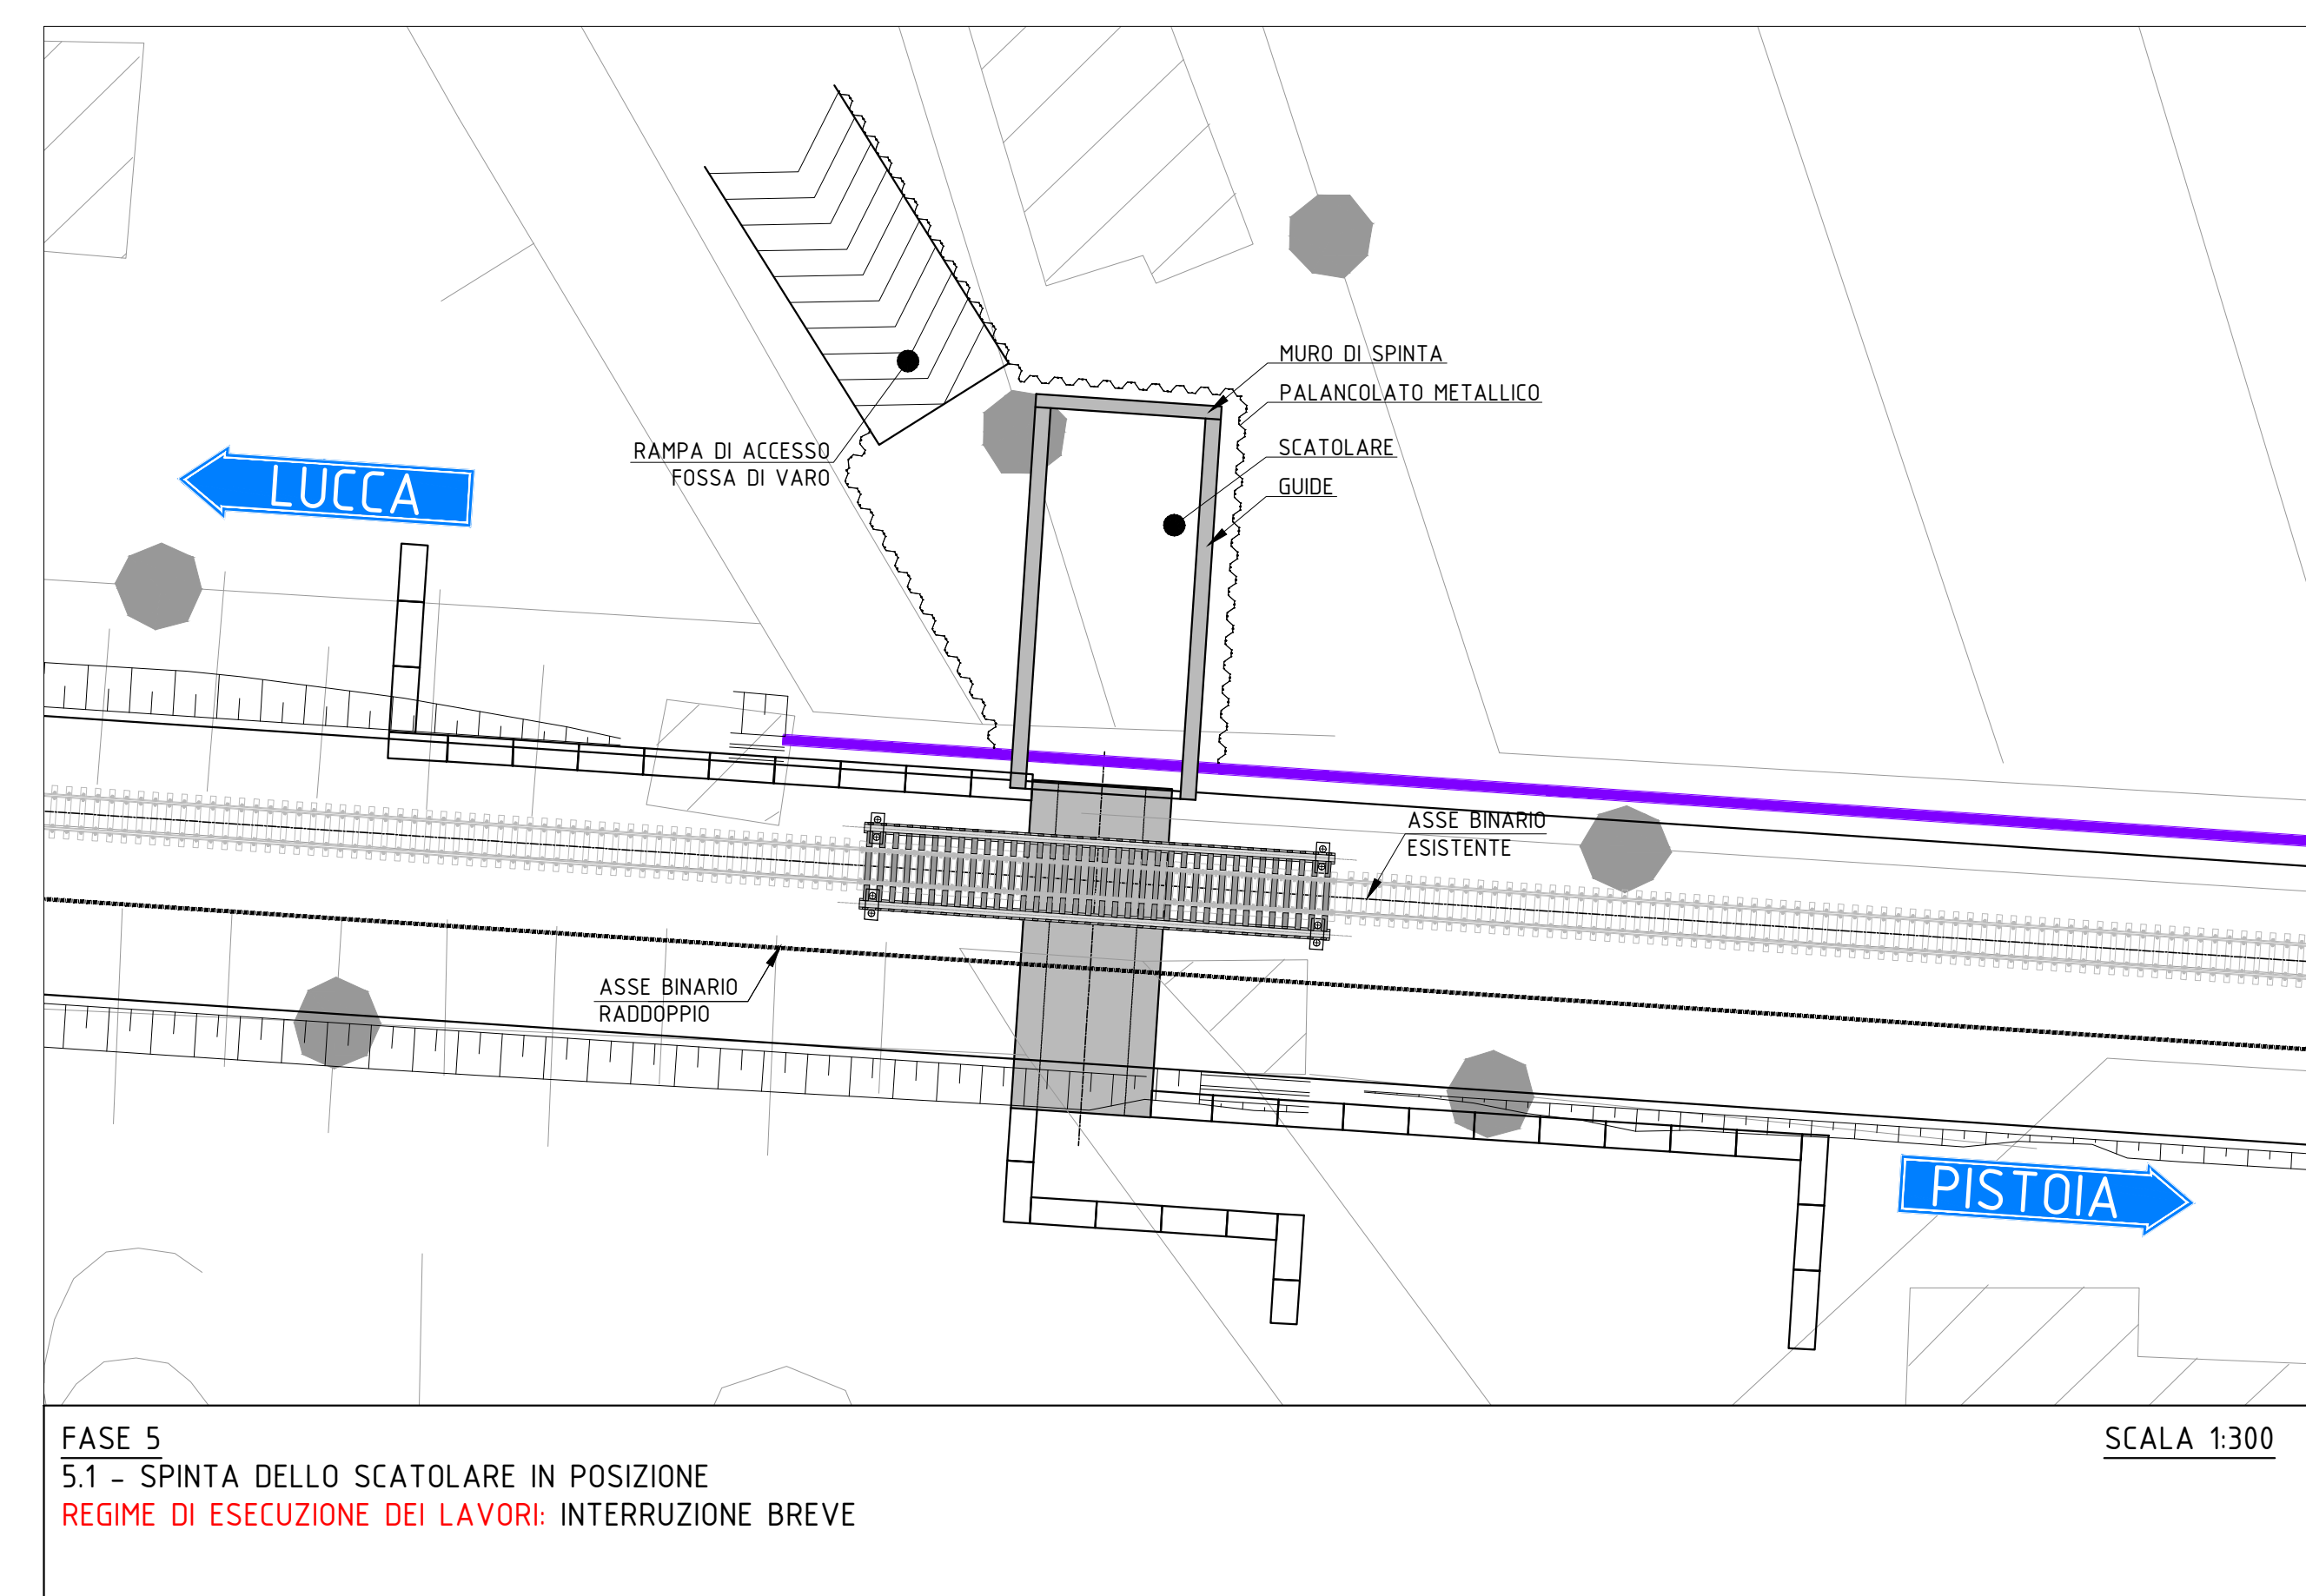 MURO DI SPINTA
PALANCOLATO METALLICO
SCATOLARE
GUIDE
RAMPA DI ACCESSO
FOSSA DI VARO
LUCCA
ASSE BINARIO
ESISTENTE
ASSE BINARIO
RADDOPPIO
PISTOIA
FASE 5
SCALA 1:300
5.1 - SPINTA DELLO SCATOLARE IN POSIZIONE
REGIME DI ESECUZIONE DEI LAVORI: INTERRUZIONE BREVE